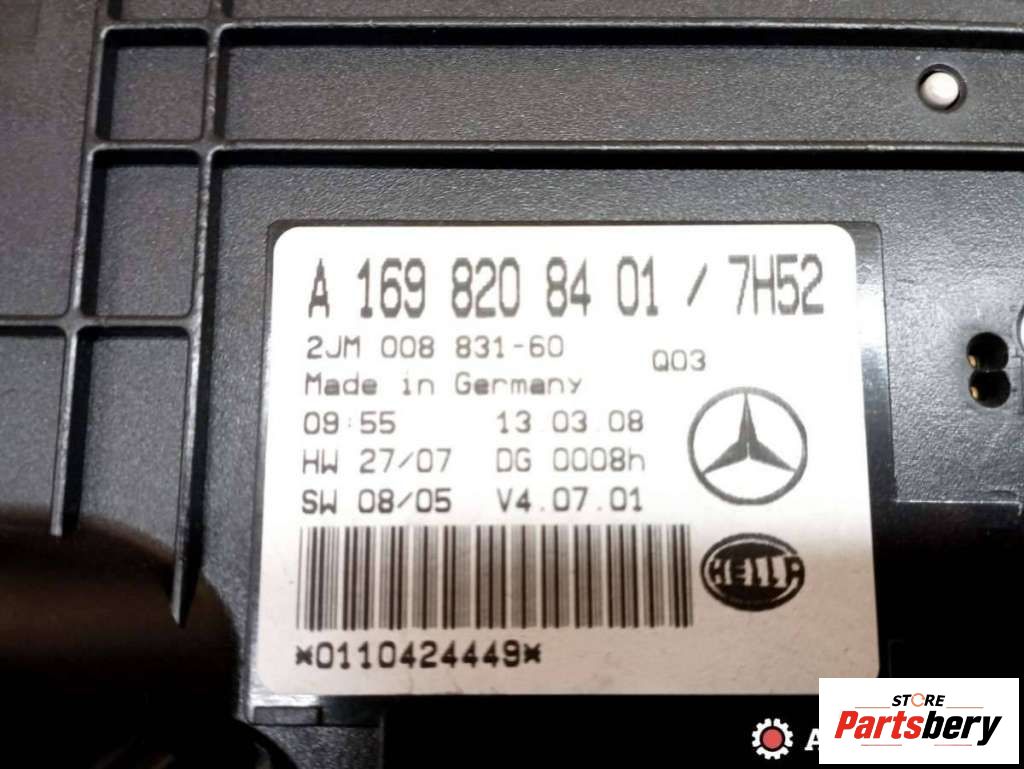 A 169 820 84 01 / 7H52
2JM 008 831-60
Q03
Made in Germany
09:55 13.03.08
HW 27/07 DG 0008h
SW 08/05 V4.07.01
HELLA
*0110424449*
STORE
Partsbery